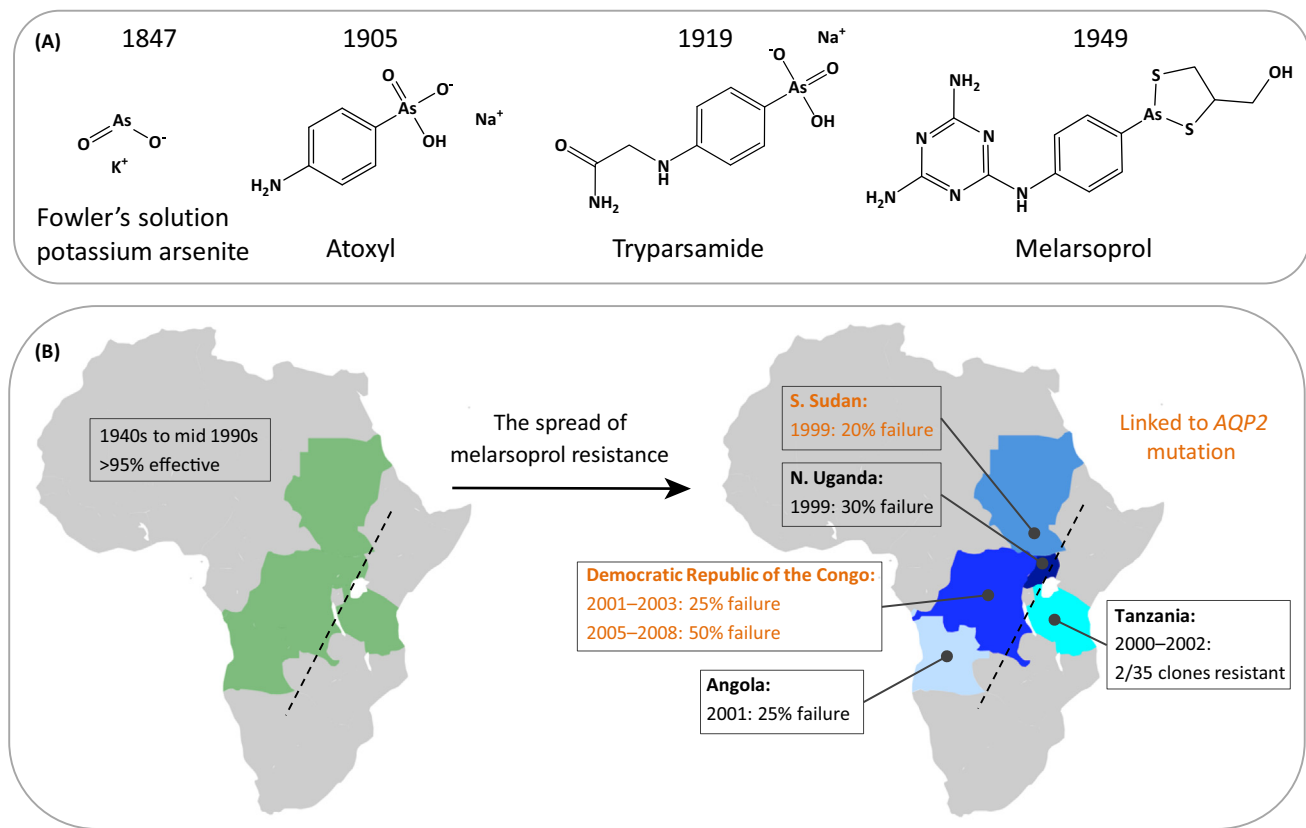 (A)
1847
1905
1919
1949
As
O
O-
K+
Fowler's solution
potassium arsenite
O
As
O-
OH
Na+
H2N
Atoxyl
Na+
-O
O
As
OH
O
NH2
N
H
Tryparsamide
NH2
N
N
N
NH2
N
H
As
S
S
OH
Melarsoprol
(B)
1940s to mid 1990s
>95% effective
The spread of
melarsoprol resistance
S. Sudan:
1999: 20% failure
Linked to AQP2
mutation
N. Uganda:
1999: 30% failure
Democratic Republic of the Congo:
2001–2003: 25% failure
2005–2008: 50% failure
Tanzania:
2000–2002:
2/35 clones resistant
Angola:
2001: 25% failure